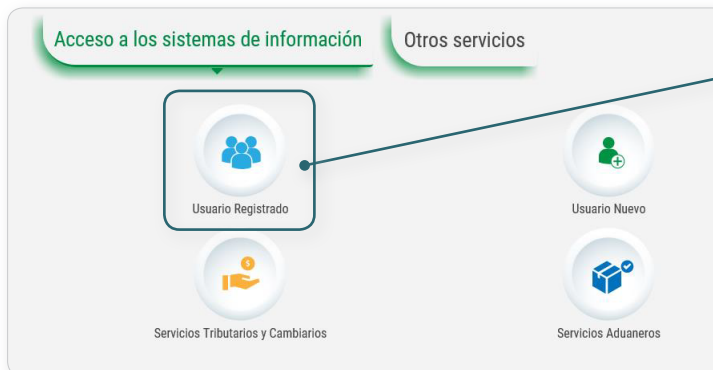 Acceso a los sistemas de información
Otros servicios
Usuario Registrado
Usuario Nuevo
Servicios Tributarios y Cambiarios
Servicios Aduaneros